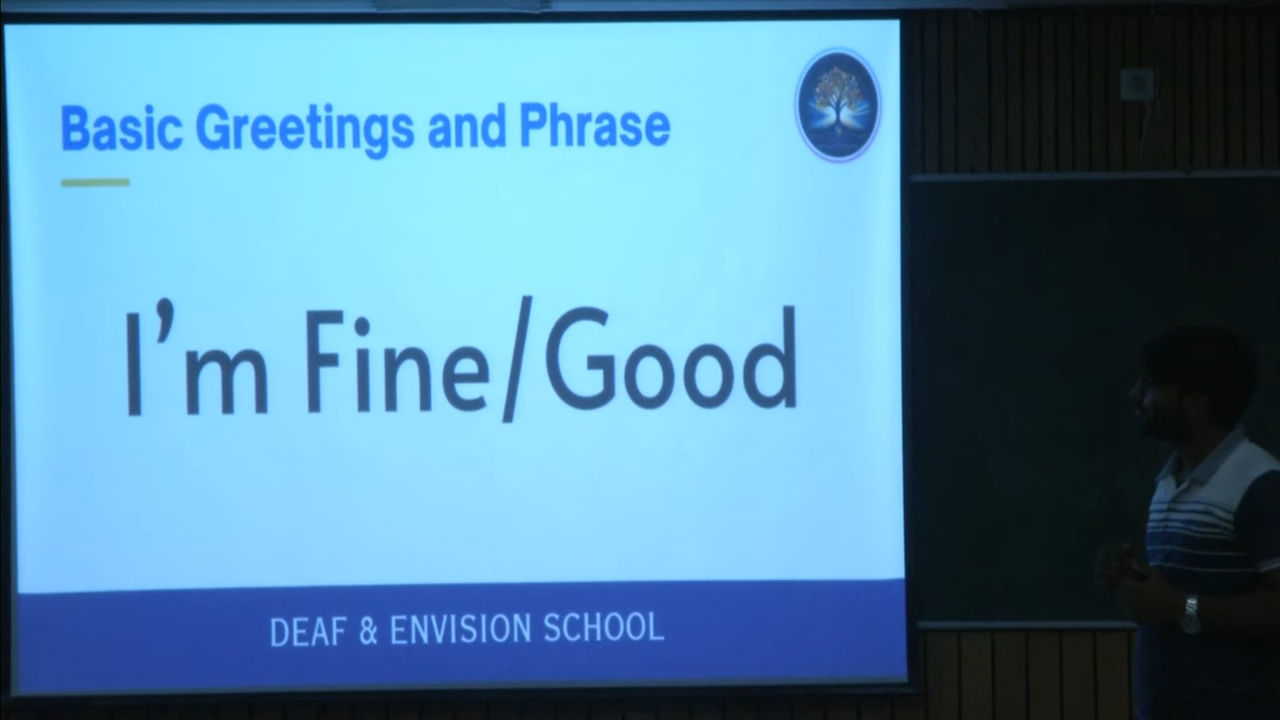 Basic Greetings and Phrase
I'm Fine/Good
DEAF & ENVISION SCHOOL